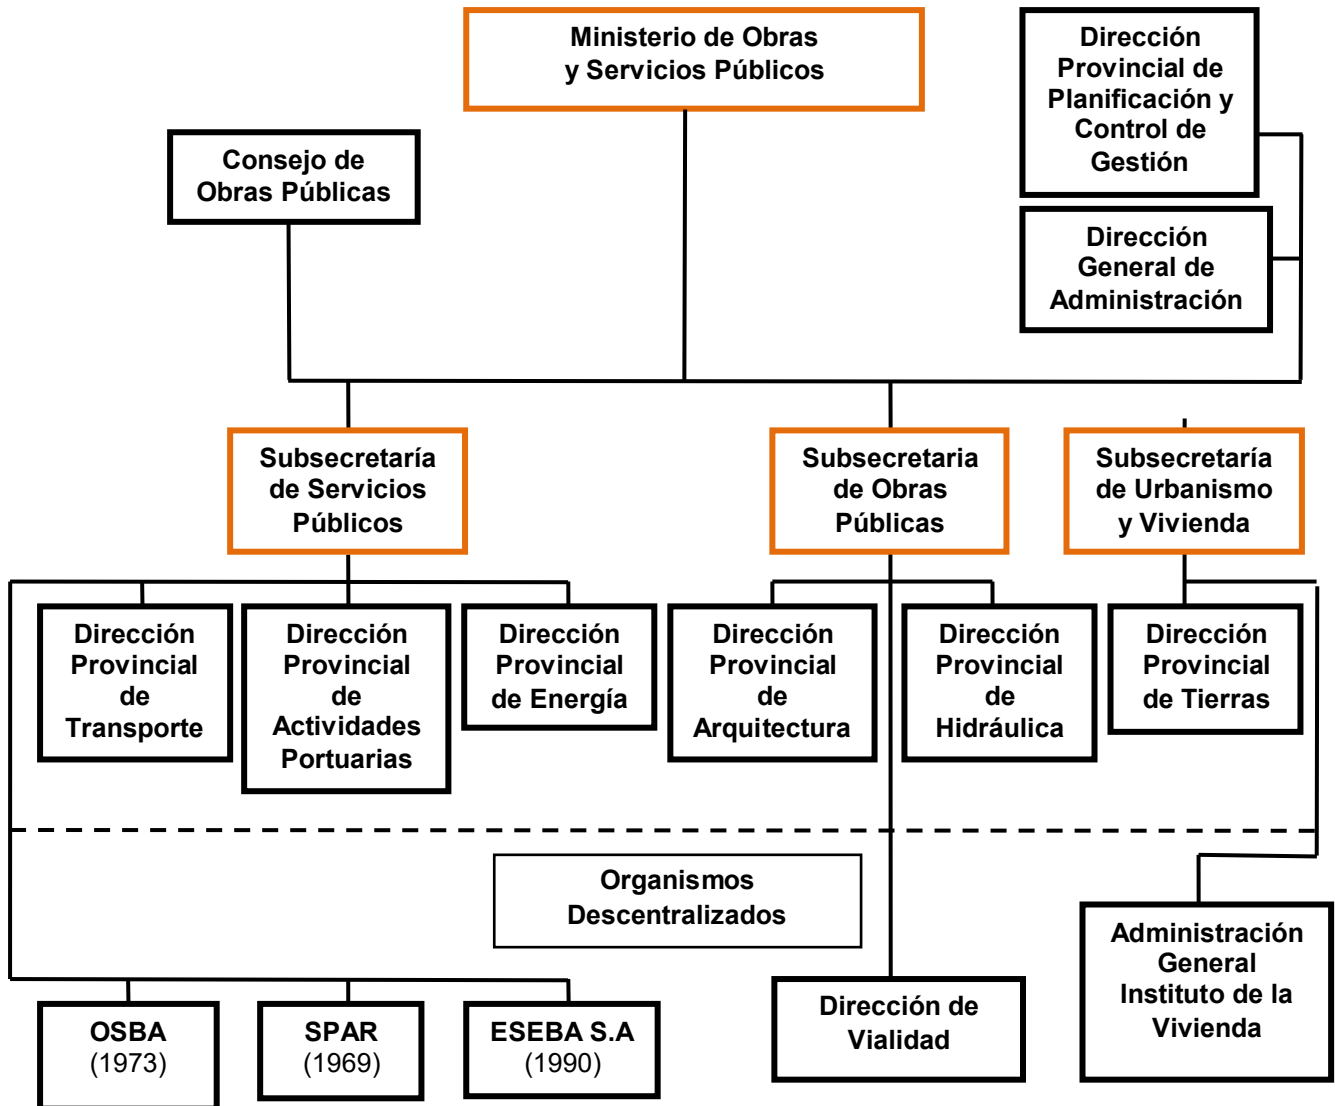 Ministerio de Obras
y Servicios Públicos
Dirección
Provincial de
Planificación y
Control de
Gestión
Consejo de
Obras Públicas
Dirección
General de
Administración
Subsecretaría
de Servicios
Públicos
Subsecretaria
de Obras
Públicas
Subsecretaría
de Urbanismo
y Vivienda
Dirección
Provincial
de
Transporte
Dirección
Provincial
de
Actividades
Portuarias
Dirección
Provincial
de Energía
Dirección
Provincial
de
Arquitectura
Dirección
Provincial
de
Hidráulica
Dirección
Provincial
de Tierras
Organismos
Descentralizados
OSBA
(1973)
SPAR
(1969)
ESEBA S.A
(1990)
Dirección de
Vialidad
Administración
General
Instituto de la
Vivienda